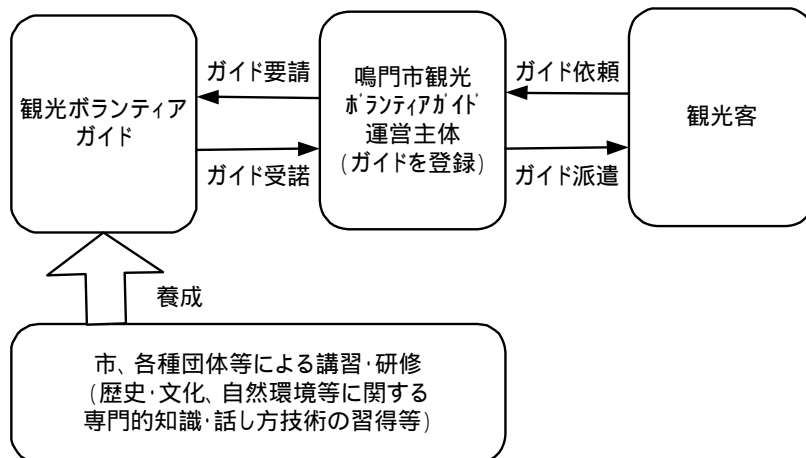 観光ボランティア
ガイド
ガイド要請
ガイド受諾
鳴門市観光
ﾎﾞﾗﾝﾃｨｱｶﾞｲﾄﾞ
運営主体
(ガイドを登録)
ガイド依頼
ガイド派遣
観光客
養成
市、各種団体等による講習・研修
(歴史・文化、自然環境等に関する
専門的知識・話し方技術の習得等)